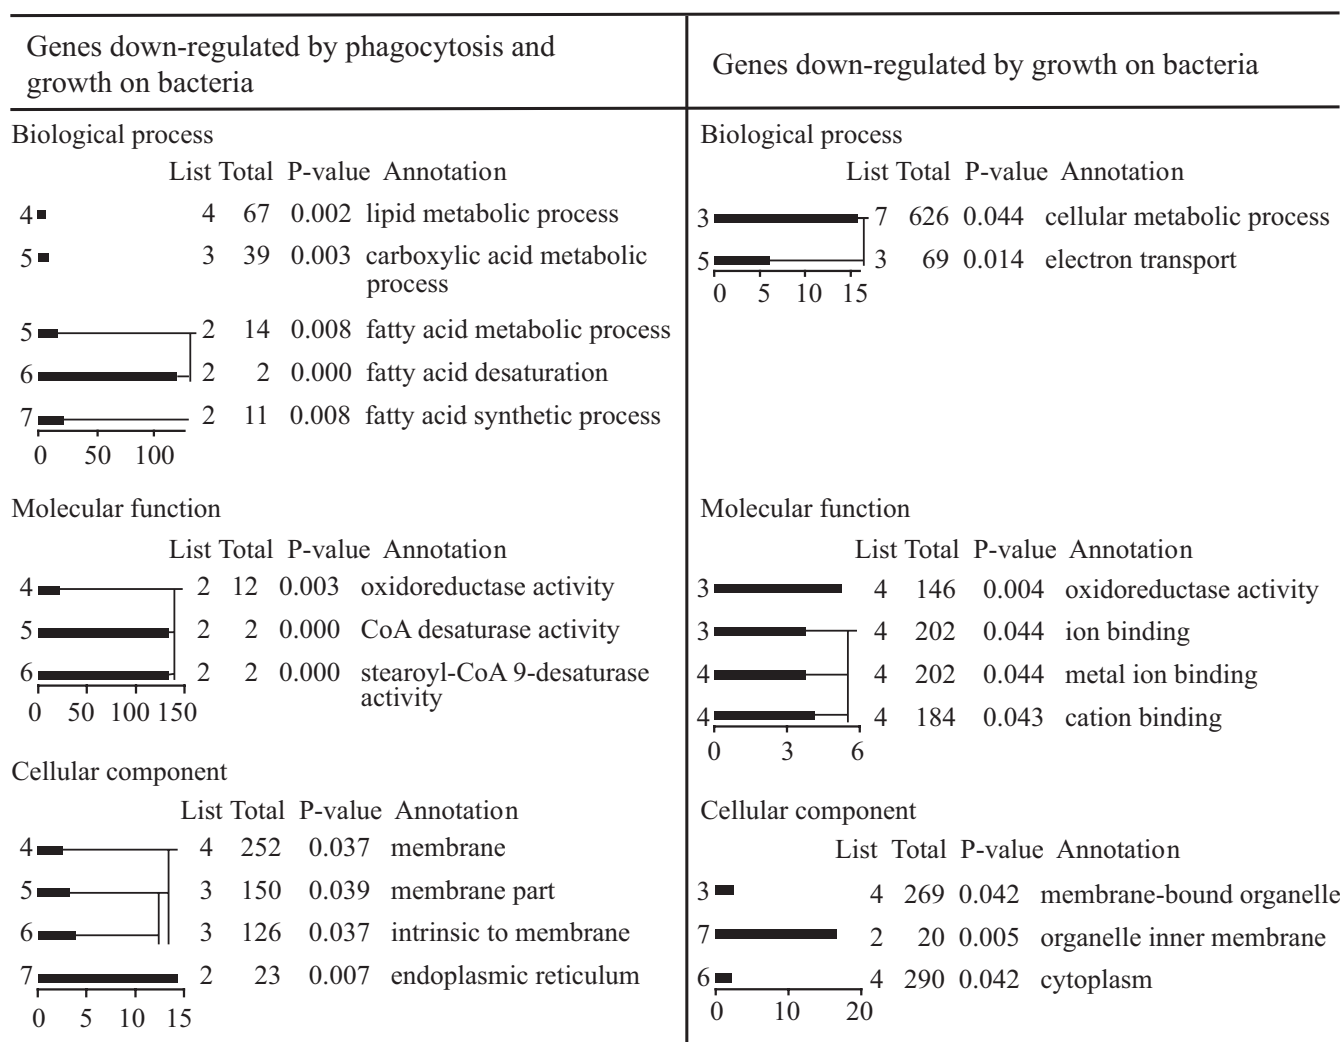 Genes down-regulated by phagocytosis and
growth on bacteria
Biological process
List Total P-value Annotation
4 4 67 0.002 lipid metabolic process
5 3 39 0.003 carboxylic acid metabolic
process
5 2 14 0.008 fatty acid metabolic process
6 2 2 0.000 fatty acid desaturation
7 2 11 0.008 fatty acid synthetic process
0 50 100
Molecular function
List Total P-value Annotation
4 2 12 0.003 oxidoreductase activity
5 2 2 0.000 CoA desaturase activity
6 2 2 0.000 stearoyl-CoA 9-desaturase
activity
0 50 100 150
Cellular component
List Total P-value Annotation
4 4 252 0.037 membrane
5 3 150 0.039 membrane part
6 3 126 0.037 intrinsic to membrane
7 2 23 0.007 endoplasmic reticulum
0 5 10 15
Genes down-regulated by growth on bacteria
Biological process
List Total P-value Annotation
3 7 626 0.044 cellular metabolic process
5 3 69 0.014 electron transport
0 5 10 15
Molecular function
List Total P-value Annotation
3 4 146 0.004 oxidoreductase activity
3 4 202 0.044 ion binding
4 4 202 0.044 metal ion binding
4 4 184 0.043 cation binding
0 3 6
Cellular component
List Total P-value Annotation
3 4 269 0.042 membrane-bound organelle
7 2 20 0.005 organelle inner membrane
6 4 290 0.042 cytoplasm
0 10 20